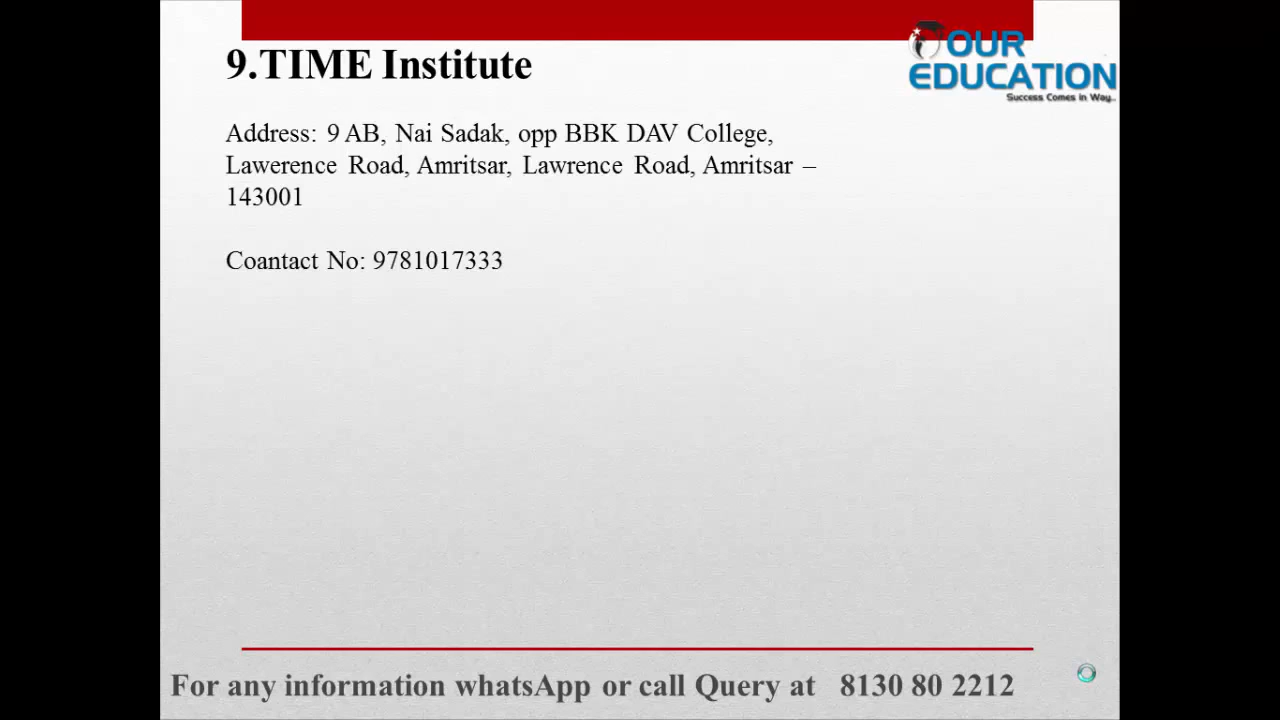 9.TIME Institute
OUR
EDUCATION
Success Comes in Way..
Address: 9 AB, Nai Sadak, opp BBK DAV College,
Lawerence Road, Amritsar, Lawrence Road, Amritsar –
143001
Coantact No: 9781017333
For any information whatsApp or call Query at 8130 80 2212